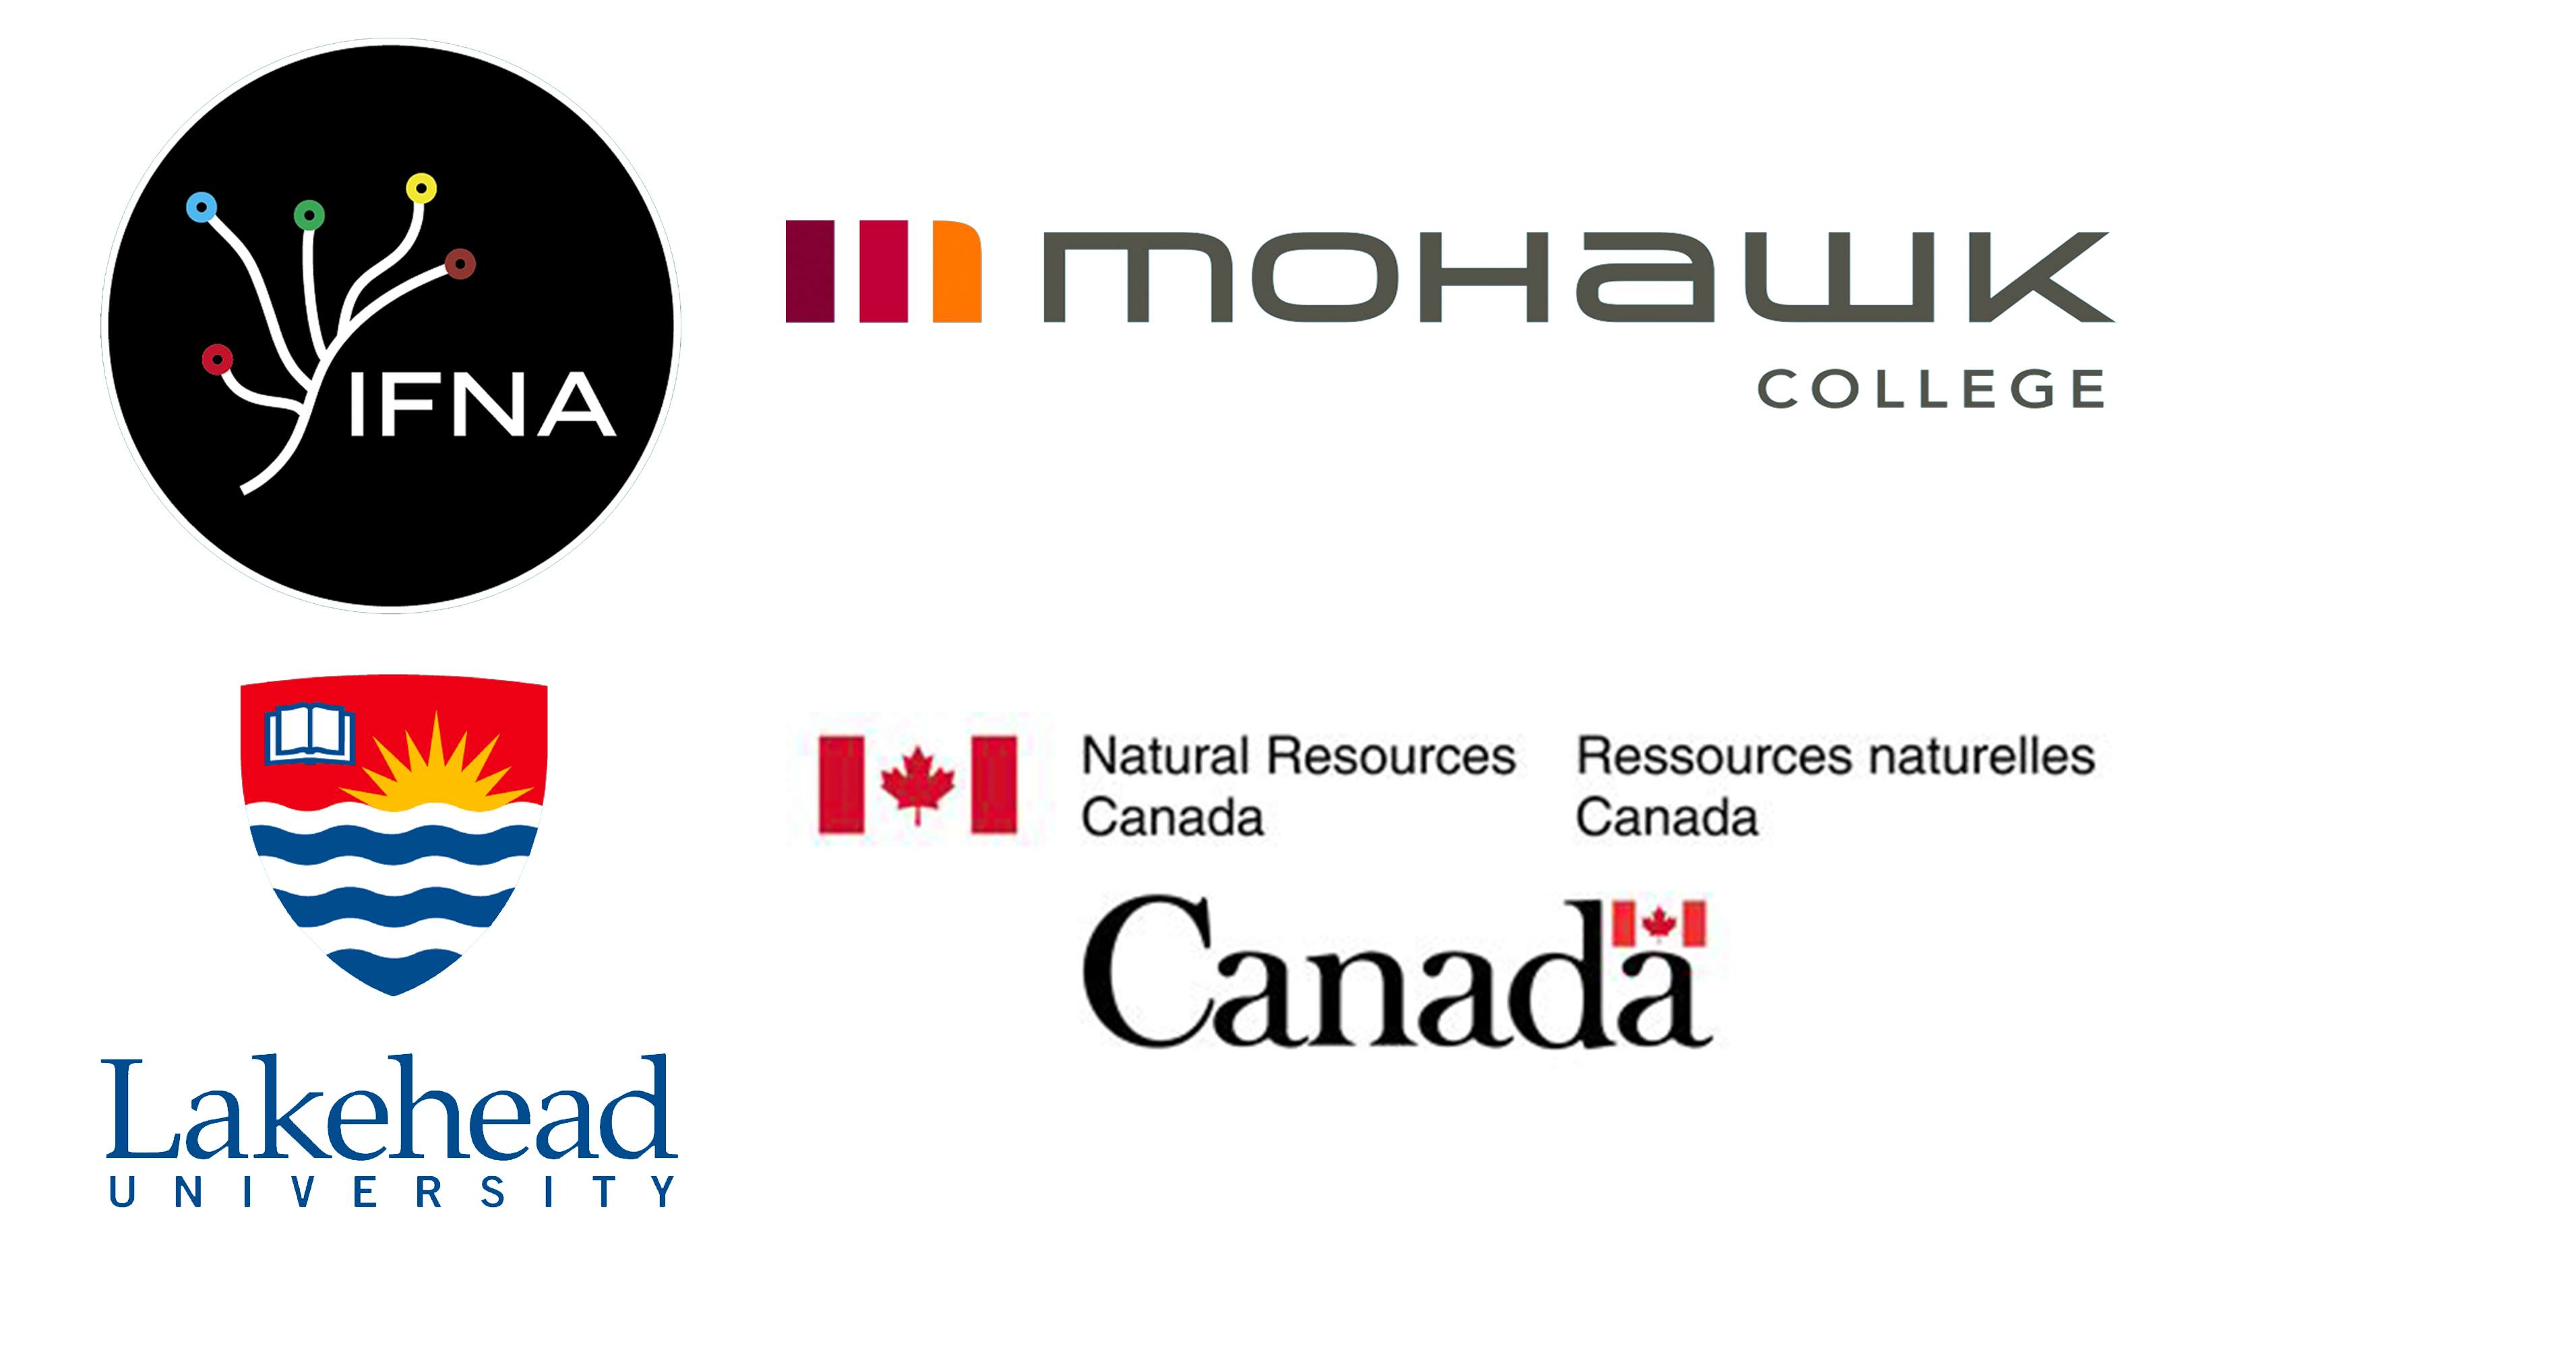 IFNA
mohawk
COLLEGE
Natural Resources
Canada
Ressources naturelles
Canada
Canada
Lakehead
UNIVERSITY